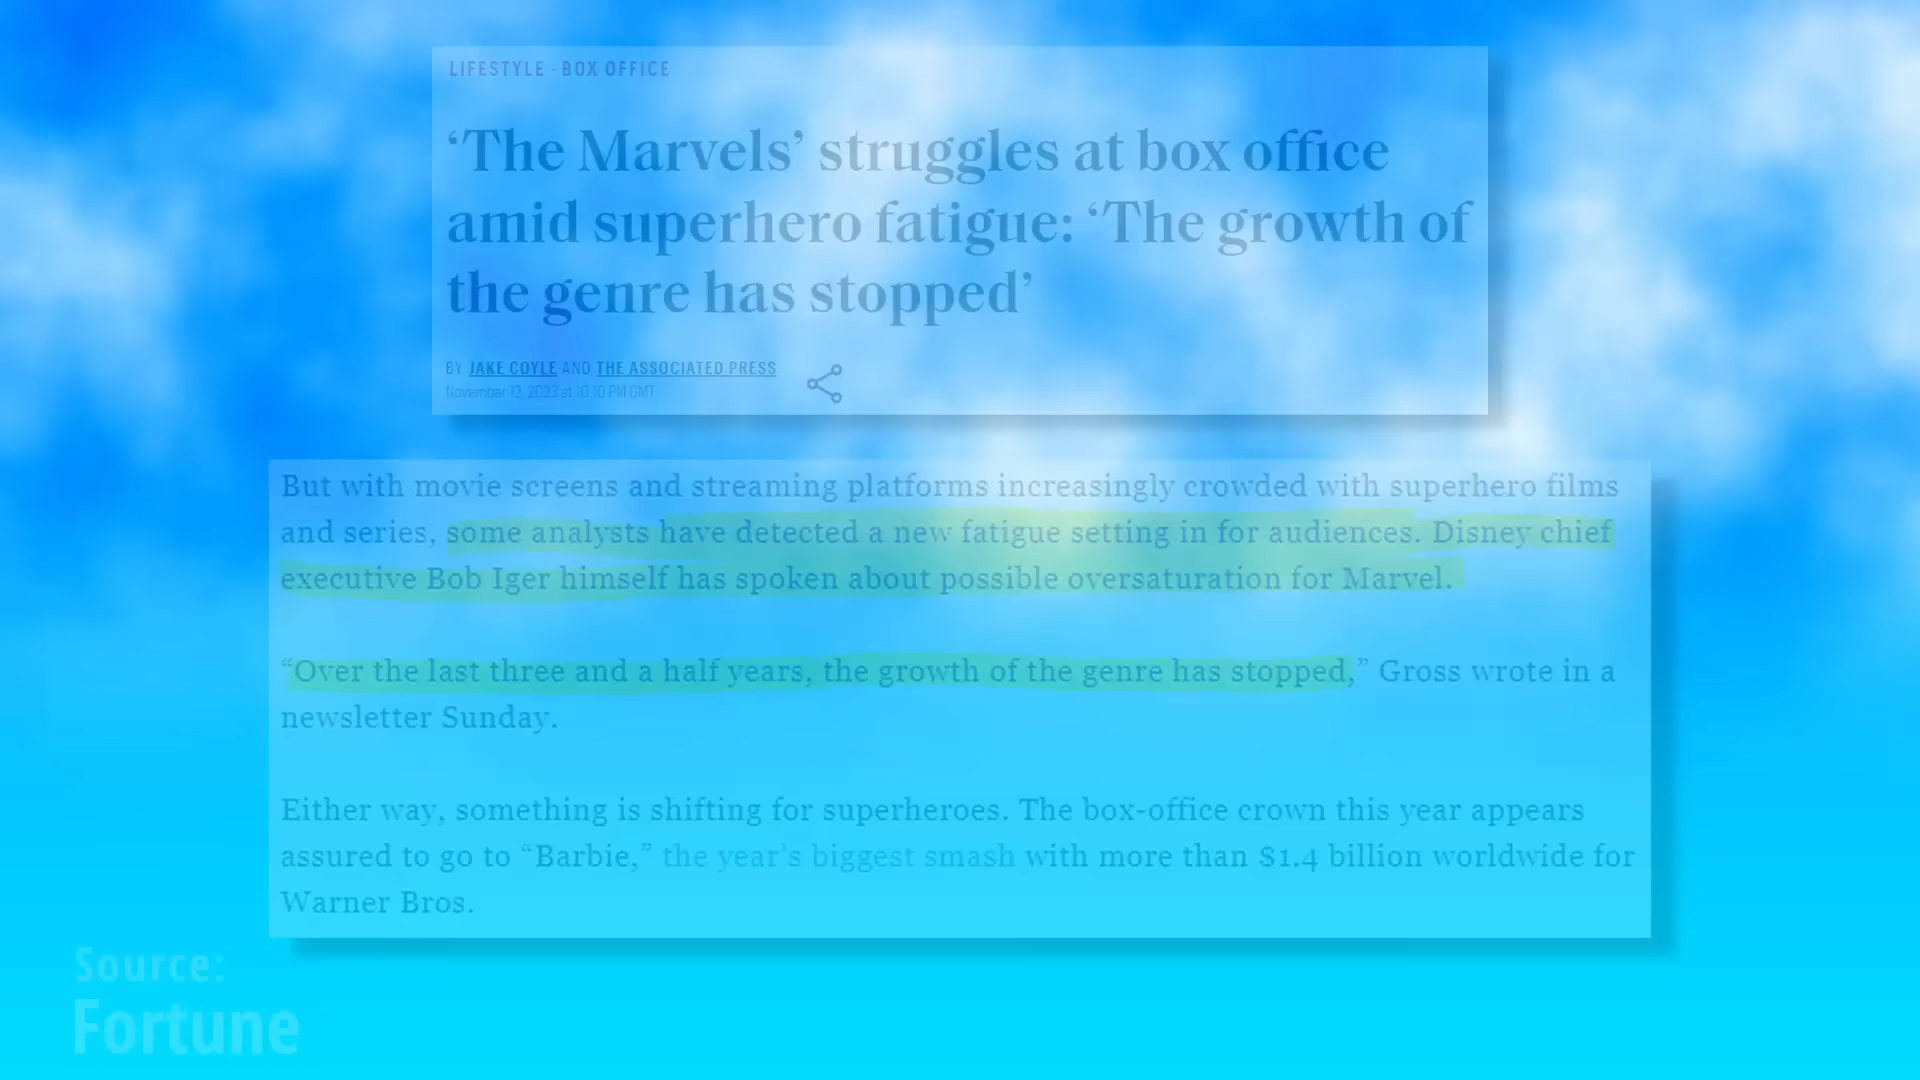 LIFESTYLE · BOX OFFICE
‘The Marvels’ struggles at box office
amid superhero fatigue: ‘The growth of
the genre has stopped’
BY JAKE COYLE AND THE ASSOCIATED PRESS
November 12, 2023 at 10:10 PM GMT
But with movie screens and streaming platforms increasingly crowded with superhero films
and series, some analysts have detected a new fatigue setting in for audiences. Disney chief
executive Bob Iger himself has spoken about possible oversaturation for Marvel.
“Over the last three and a half years, the growth of the genre has stopped,” Gross wrote in a
newsletter Sunday.
Either way, something is shifting for superheroes. The box-office crown this year appears
assured to go to “Barbie,” the year’s biggest smash with more than $1.4 billion worldwide for
Warner Bros.
Source:
Fortune